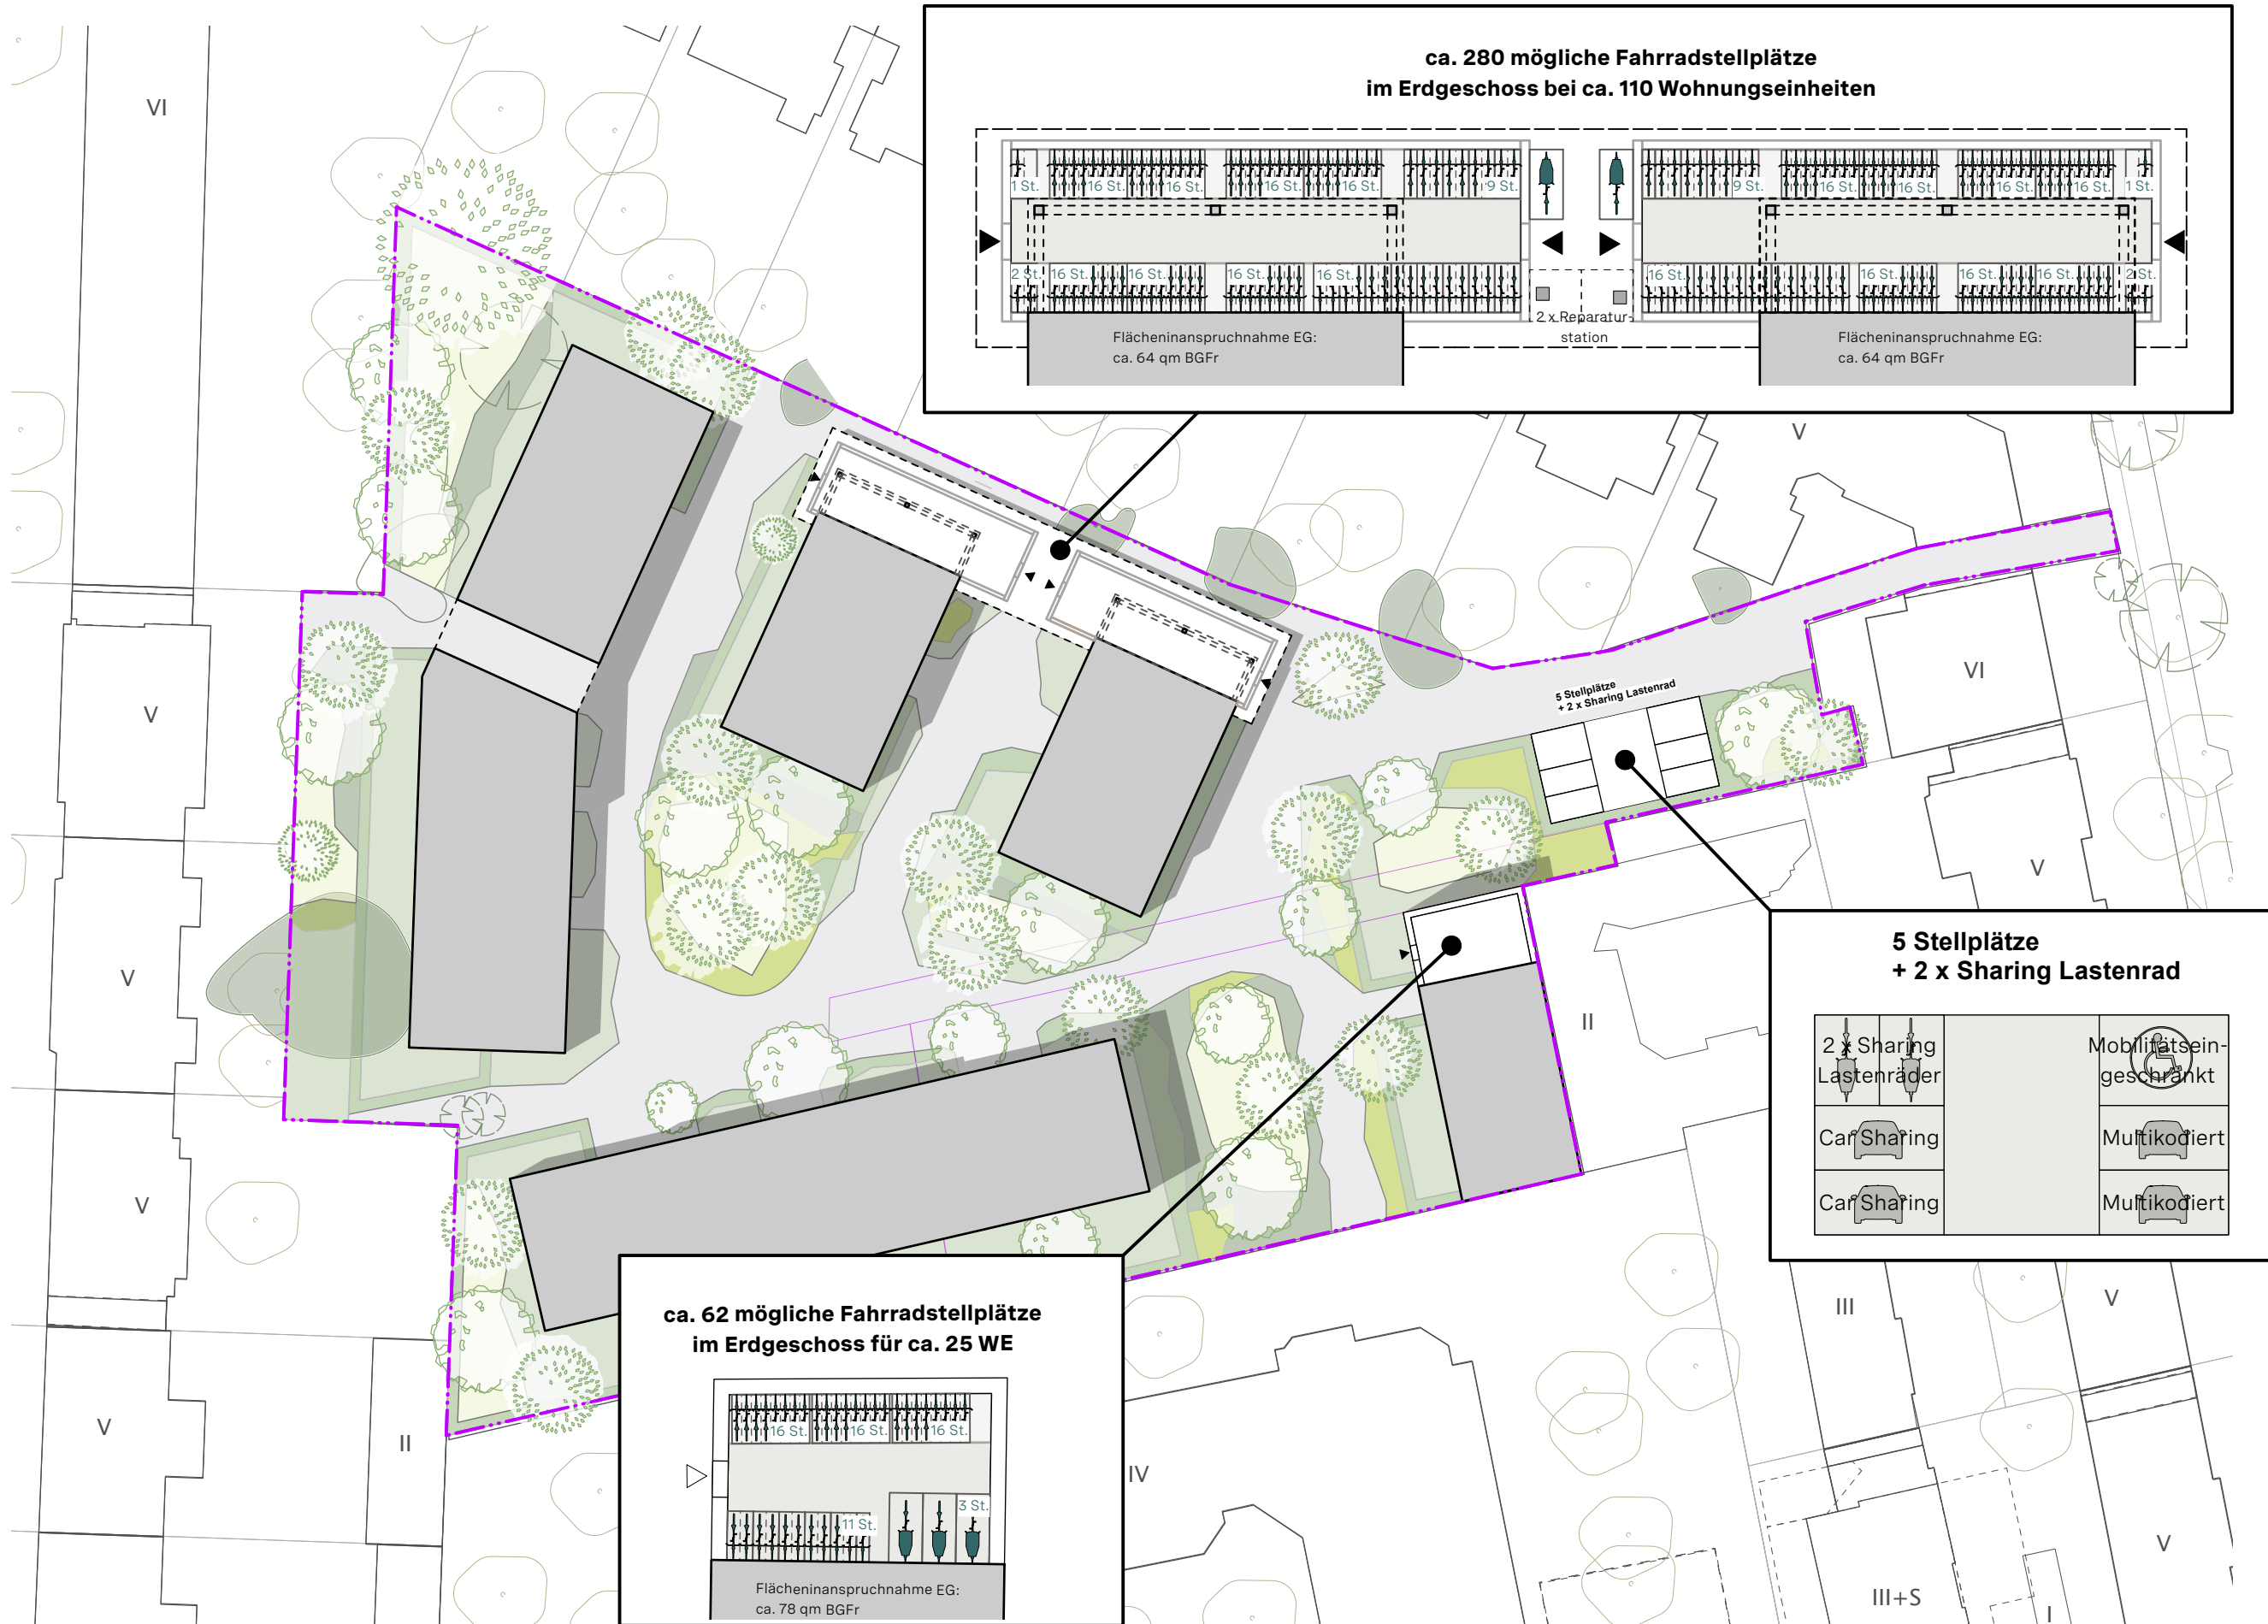 ca. 280 mögliche Fahrradstellplätze
im Erdgeschoss bei ca. 110 Wohnungseinheiten
1 St. 16 St. 16 St. 16 St. 16 St. 9 St. 9 St. 16 St. 16 St. 16 St. 16 St. 1 St.
2 St. 16 St. 16 St. 16 St. 16 St. 16 St. 16 St. 16 St. 16 St. 2 St.
2 x Reparatur-
station
Flächeninanspruchnahme EG:
ca. 64 qm BGFr
Flächeninanspruchnahme EG:
ca. 64 qm BGFr
VI
V
VI
V
5 Stellplätze
+ 2 x Sharing Lastenrad
V
V
II
5 Stellplätze
+ 2 x Sharing Lastenrad
2 x Sharing
Lastenräder
Mobilitätsein-
geschränkt
Car Sharing
Multikodiert
Car Sharing
Multikodiert
V
III
V
V
II
IV
V
III+S
I
ca. 62 mögliche Fahrradstellplätze
im Erdgeschoss für ca. 25 WE
16 St. 16 St. 16 St.
3 St.
11 St.
Flächeninanspruchnahme EG:
ca. 78 qm BGFr